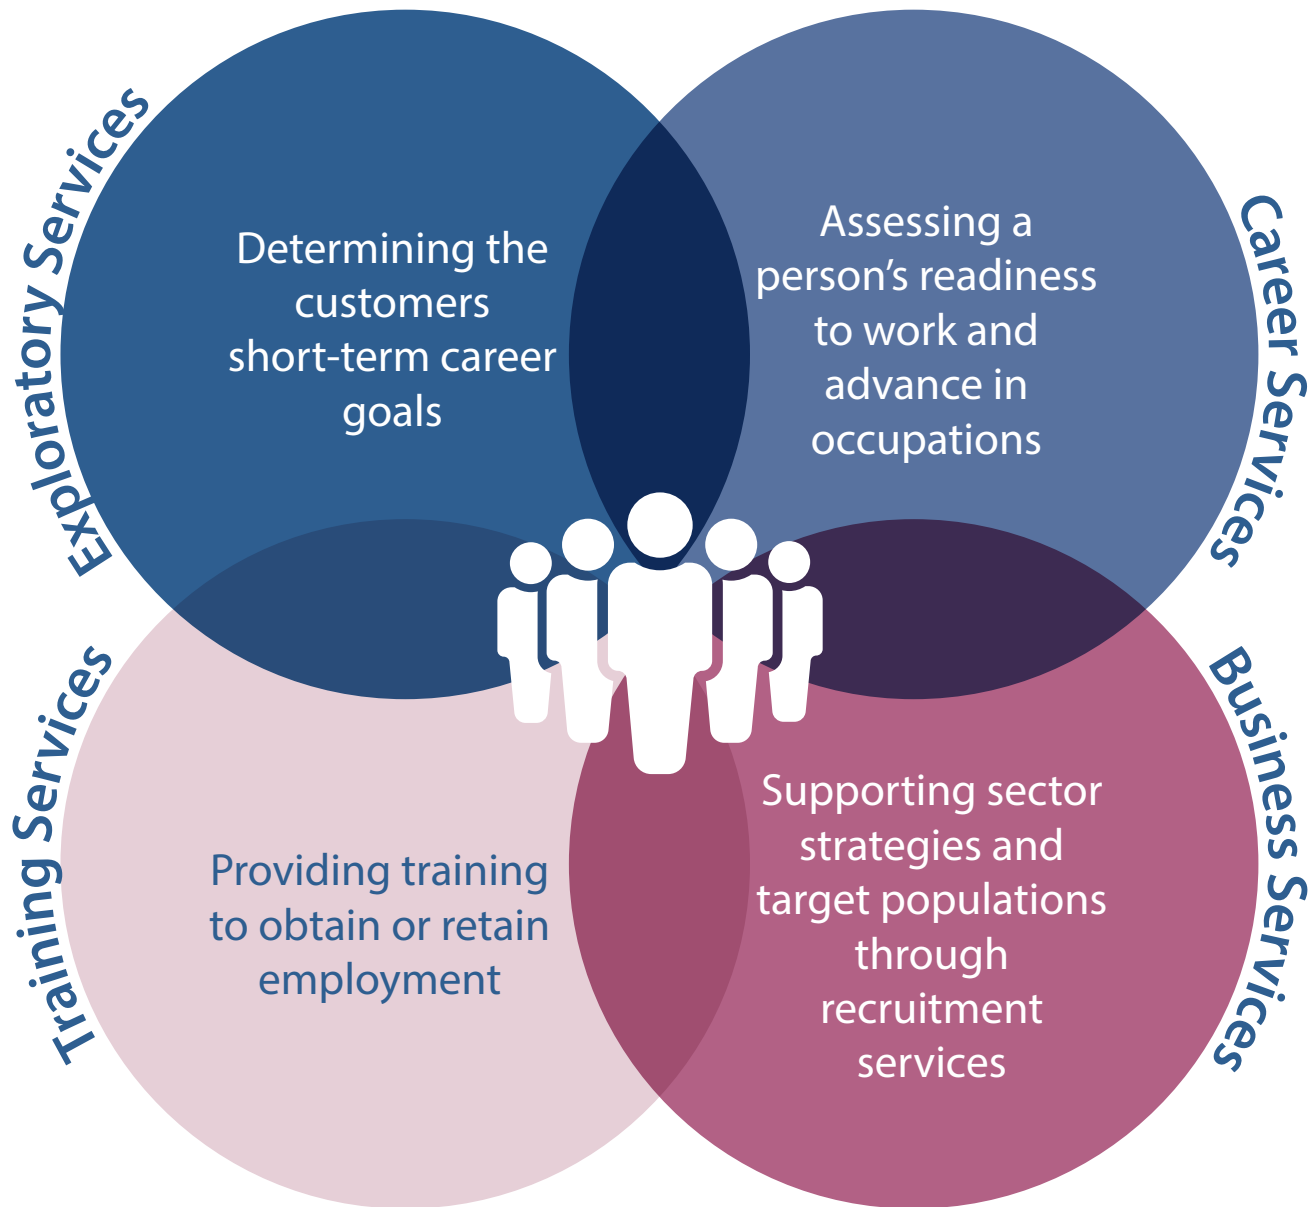 Exploratory Services
Determining the
customers
short-term career
goals
Career Services
Assessing a
person’s readiness
to work and
advance in
occupations
Training Services
Providing training
to obtain or retain
employment
Business Services
Supporting sector
strategies and
target populations
through
recruitment
services